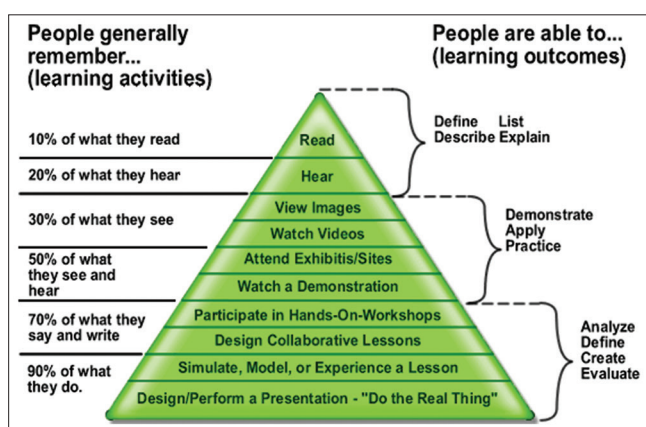 People generally
remember...
(learning activities)
People are able to...
(learning outcomes)
10% of what they read
20% of what they hear
30% of what they see
50% of what
they see and
hear
70% of what they
say and write
90% of what
they do.
Read
Hear
View Images
Watch Videos
Attend Exhibitis/Sites
Watch a Demonstration
Participate in Hands-On-Workshops
Design Collaborative Lessons
Simulate, Model, or Experience a Lesson
Design/Perform a Presentation - "Do the Real Thing"
Define List
Describe Explain
Demonstrate
Apply
Practice
Analyze
Define
Create
Evaluate